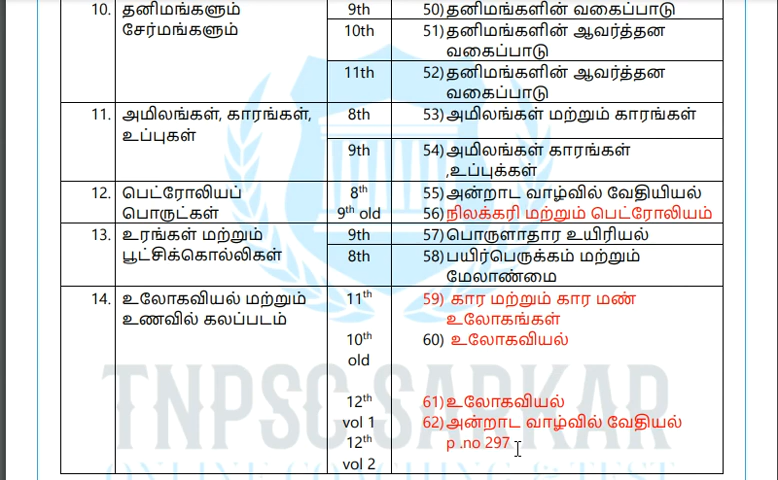 10. தனிமங்களும் 9th 50)தனிமங்களின் வகைப்பாடு
சேர்மங்களும் 10th 51)தனிமங்களின் ஆவர்த்தன
வகைப்பாடு
11th 52)தனிமங்களின் ஆவர்த்தன
வகைப்பாடு
11. அமிலங்கள், காரங்கள், 8th 53)அமிலங்கள் மற்றும் காரங்கள்
உப்புகள்
9th 54)அமிலங்கள் காரங்கள்
,உப்புக்கள்
12. பெட்ரோலியப் 8th 55)அன்றாட வாழ்வில் வேதியியல்
பொருட்கள் 9th old 56)நிலக்கரி மற்றும் பெட்ரோலியம்
13. உரங்கள் மற்றும் 9th 57)பொருளாதார உயிரியல்
பூட்சிக்கொல்லிகள் 8th 58)பயிர்பெருக்கம் மற்றும்
மேலாண்மை
14. உலோகவியல் மற்றும் 11th 59) கார மற்றும் கார மண்
உணவில் கலப்படம் உலோகங்கள்
10th 60) உலோகவியல்
old
12th 61)உலோகவியல்
vol 1 62)அன்றாட வாழ்வில் வேதியல்
12th p .no 297
vol 2
TNPSC SARKAR
ONLINE COACHING & TEST